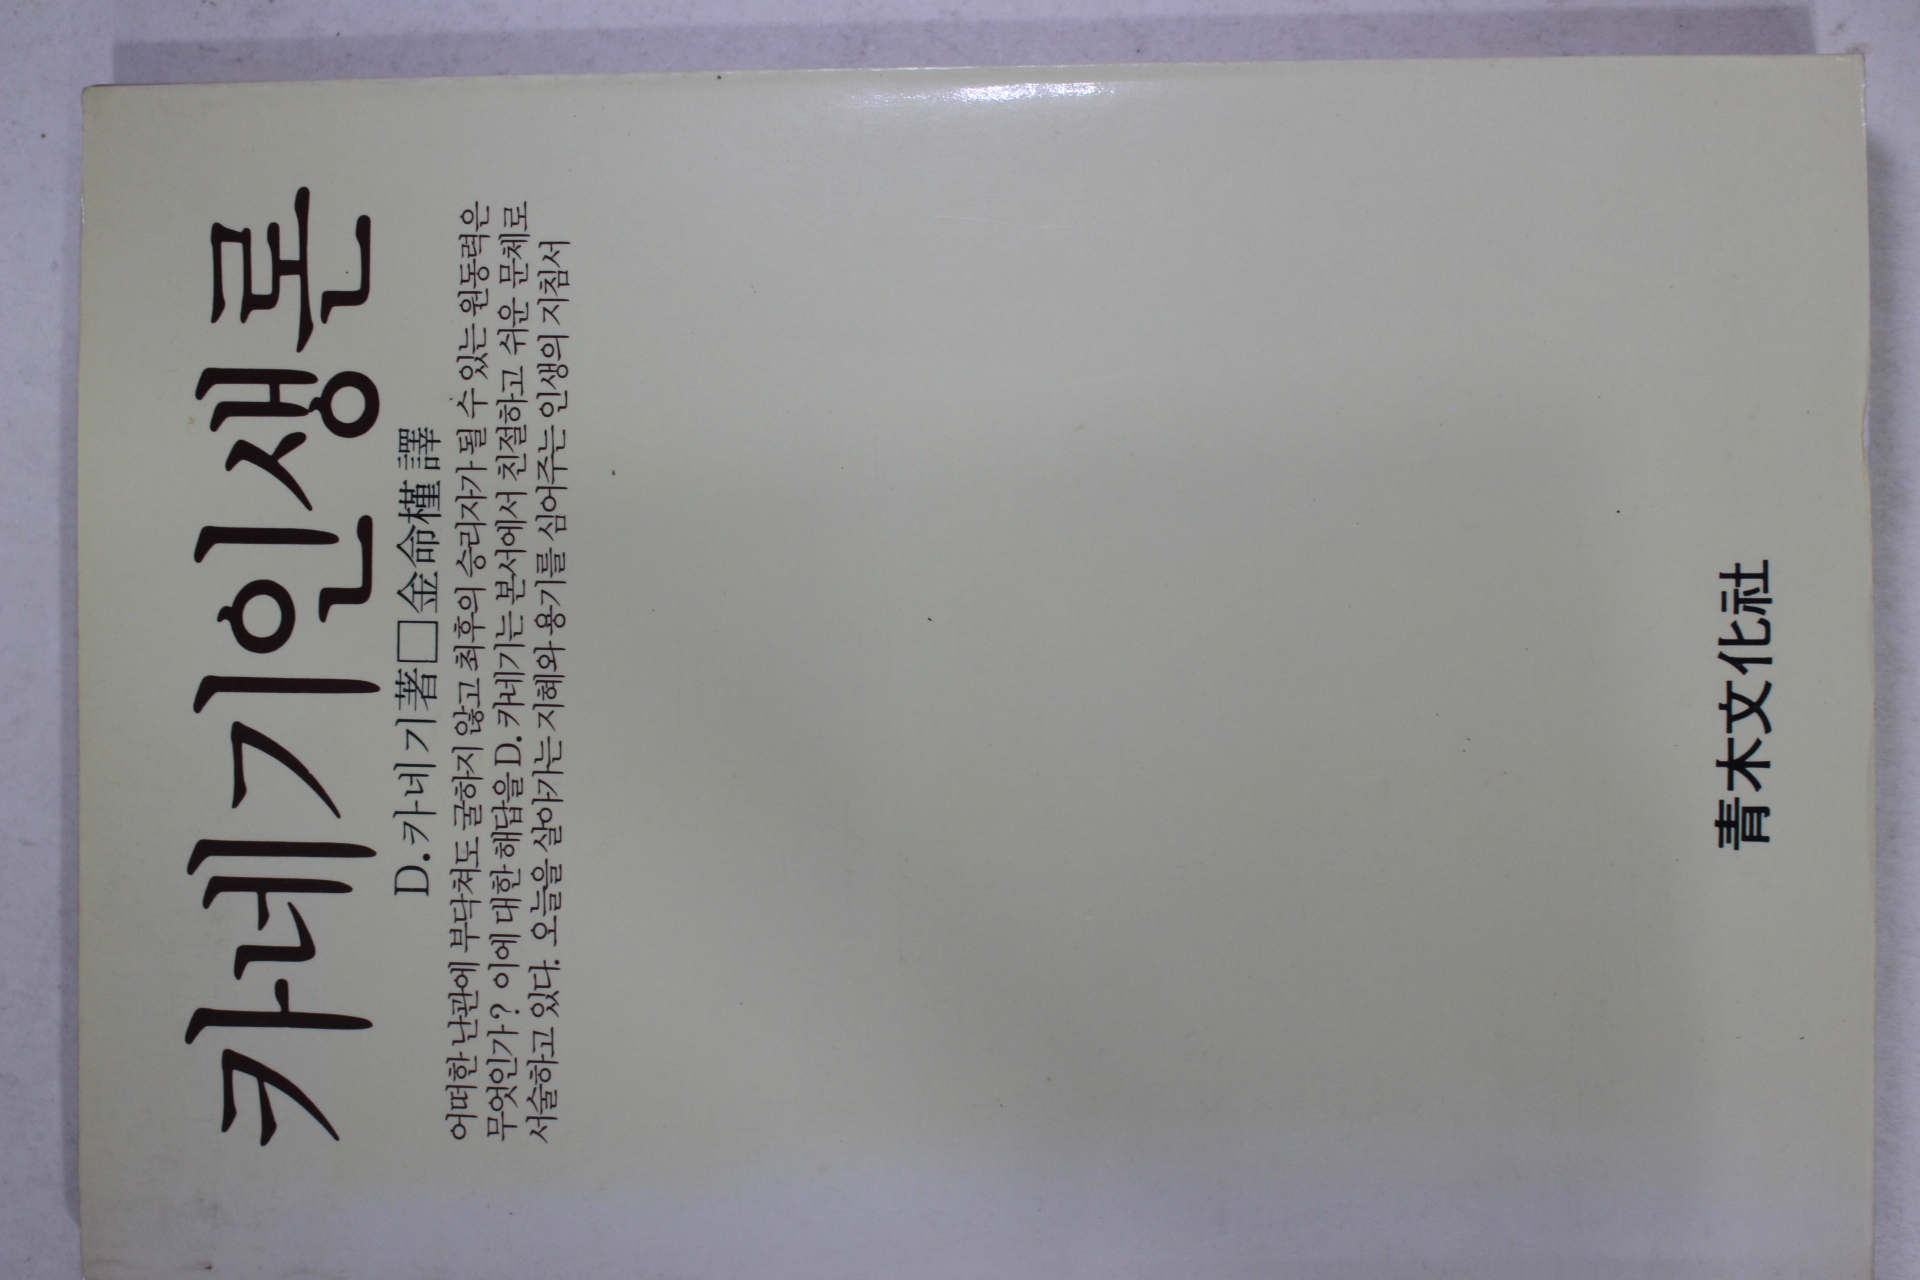 카네기인생론
D. 카네기著□金命槿 譯
어떠한 난관에 부닥쳐도 굴하지 않고 최후의 승리자가 될 수 있는 원동력은
무엇인가? 이에 대한 해답을 D. 카네기는 본서에서 친절하고 쉬운 문체로
서술하고 있다. 오늘을 살아가는 지혜와 용기를 심어주는 인생의 지침서
青木文化社